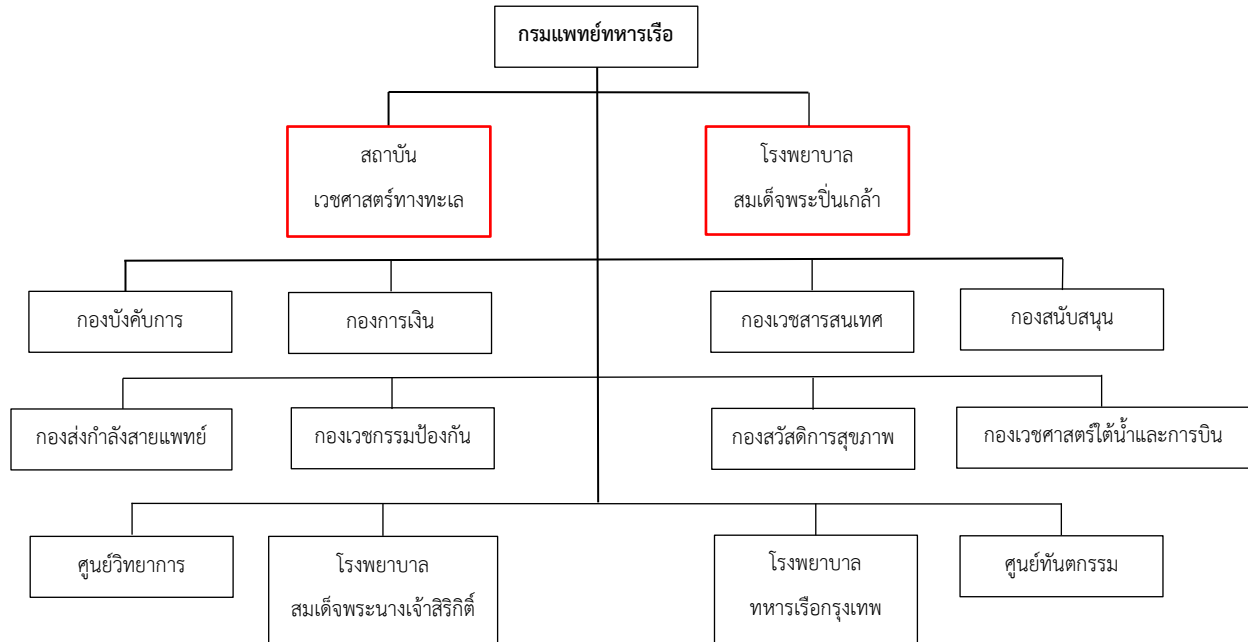 กรมแพทย์ทหารเรือ
สถาบัน
เวชศาสตร์ทางทะเล
โรงพยาบาล
สมเด็จพระปิ่นเกล้า
กองบังคับการ
กองการเงิน
กองเวชสารสนเทศ
กองสนับสนุน
กองส่งกำลังสายแพทย์
กองเวชกรรมป้องกัน
กองสวัสดิการสุขภาพ
กองเวชศาสตร์ใต้น้ำและการบิน
ศูนย์วิทยาการ
โรงพยาบาล
สมเด็จพระนางเจ้าสิริกิติ์
โรงพยาบาล
ทหารเรือกรุงเทพ
ศูนย์ทันตกรรม